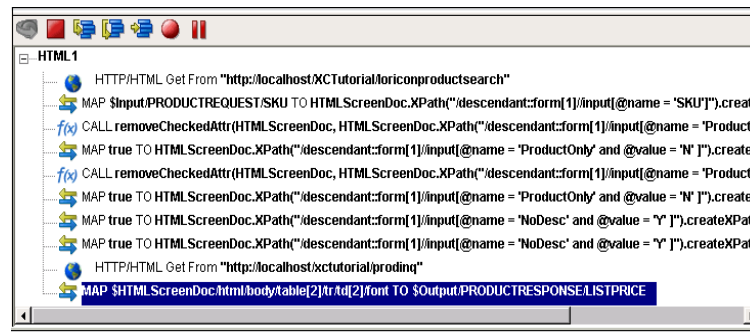 HTML1
HTTP/HTML Get From "http://localhost/XCTutorial/loriconproductsearch"
MAP $Input/PRODUCTREQUEST/SKU TO HTMLScreenDoc.XPath("/descendant::form[1]//input[@name = 'SKU']").creat
f(x) CALL removeCheckedAttr(HTMLScreenDoc, HTMLScreenDoc.XPath("/descendant::form[1]//input[@name = 'Product
MAP true TO HTMLScreenDoc.XPath("/descendant::form[1]//input[@name = 'ProductOnly' and @value = 'N' ]").create
f(x) CALL removeCheckedAttr(HTMLScreenDoc, HTMLScreenDoc.XPath("/descendant::form[1]//input[@name = 'Product
MAP true TO HTMLScreenDoc.XPath("/descendant::form[1]//input[@name = 'ProductOnly' and @value = 'N' ]").create
MAP true TO HTMLScreenDoc.XPath("/descendant::form[1]//input[@name = 'NoDesc' and @value = 'Y' ]").createXPat
MAP true TO HTMLScreenDoc.XPath("/descendant::form[1]//input[@name = 'NoDesc' and @value = 'Y' ]").createXPat
HTTP/HTML Get From "http://localhost/xctutorial/prodinq"
MAP $HTMLScreenDoc/html/body/table[2]/tr/td[2]/font TO $Output/PRODUCTRESPONSE/LISTPRICE